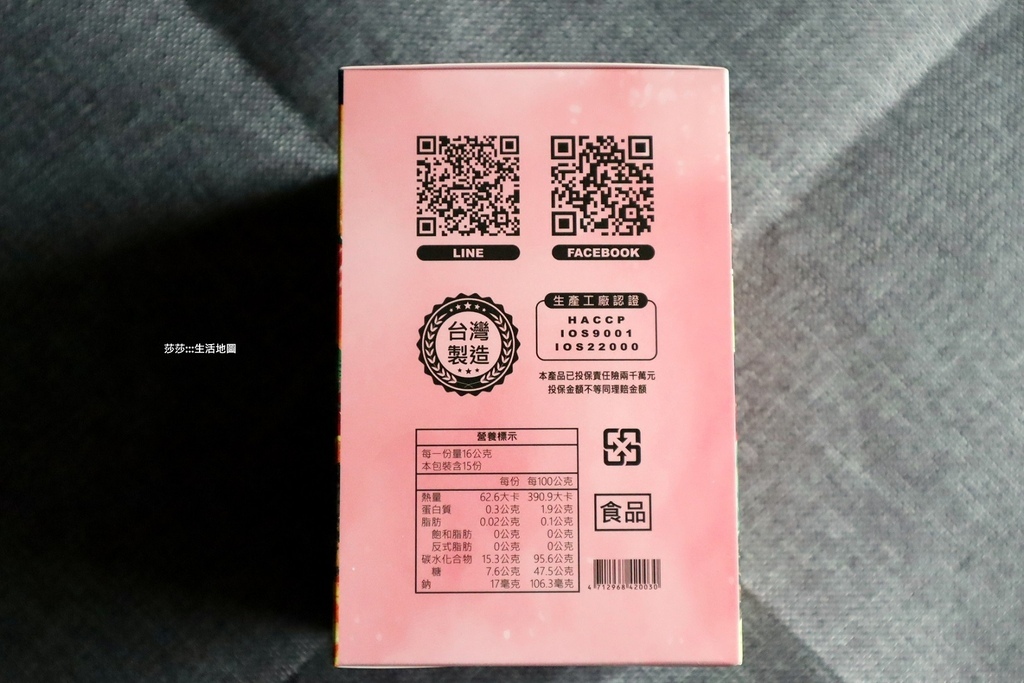 LINE
FACEBOOK
台灣
製造
生產工廠認證
HACCP
IOS9001
IOS22000
本產品已投保責任險兩千萬元
投保金額不等同理賠金額
莎莎:::生活地圖
營養標示
每一份量16公克
本包裝含15份
每份 每100公克
熱量 62.6大卡 390.9大卡
蛋白質 0.3公克 1.9公克
脂肪 0.02公克 0.1公克
飽和脂肪 0公克 0公克
反式脂肪 0公克 0公克
碳水化合物 15.3公克 95.6公克
糖 7.6公克 47.5公克
鈉 17毫克 106.3毫克
食品
4 712968 420030